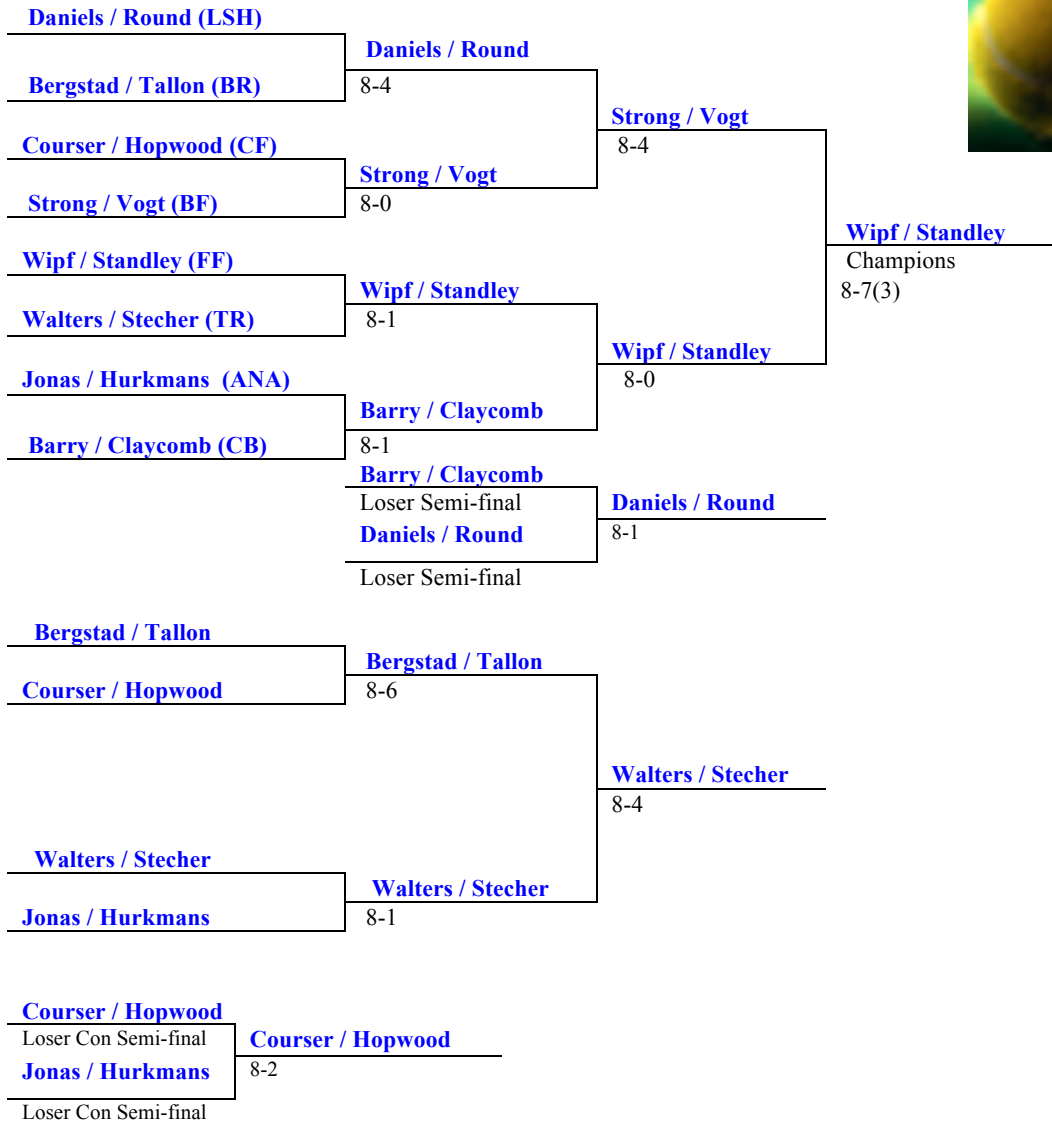 Daniels / Round (LSH)
Daniels / Round
Bergstad / Tallon (BR)
8-4
Strong / Vogt
8-4
Courser / Hopwood (CF)
Strong / Vogt
Strong / Vogt (BF)
8-0
Wipf / Standley
Champions
8-7(3)
Wipf / Standley (FF)
Wipf / Standley
Walters / Stecher (TR)
8-1
Wipf / Standley
8-0
Jonas / Hurkmans (ANA)
Barry / Claycomb
Barry / Claycomb (CB)
8-1
Barry / Claycomb
Loser Semi-final
Daniels / Round
Daniels / Round
8-1
Loser Semi-final
Bergstad / Tallon
Bergstad / Tallon
Courser / Hopwood
8-6
Walters / Stecher
8-4
Walters / Stecher
Walters / Stecher
Jonas / Hurkmans
8-1
Courser / Hopwood
Loser Con Semi-final
Courser / Hopwood
Jonas / Hurkmans
8-2
Loser Con Semi-final